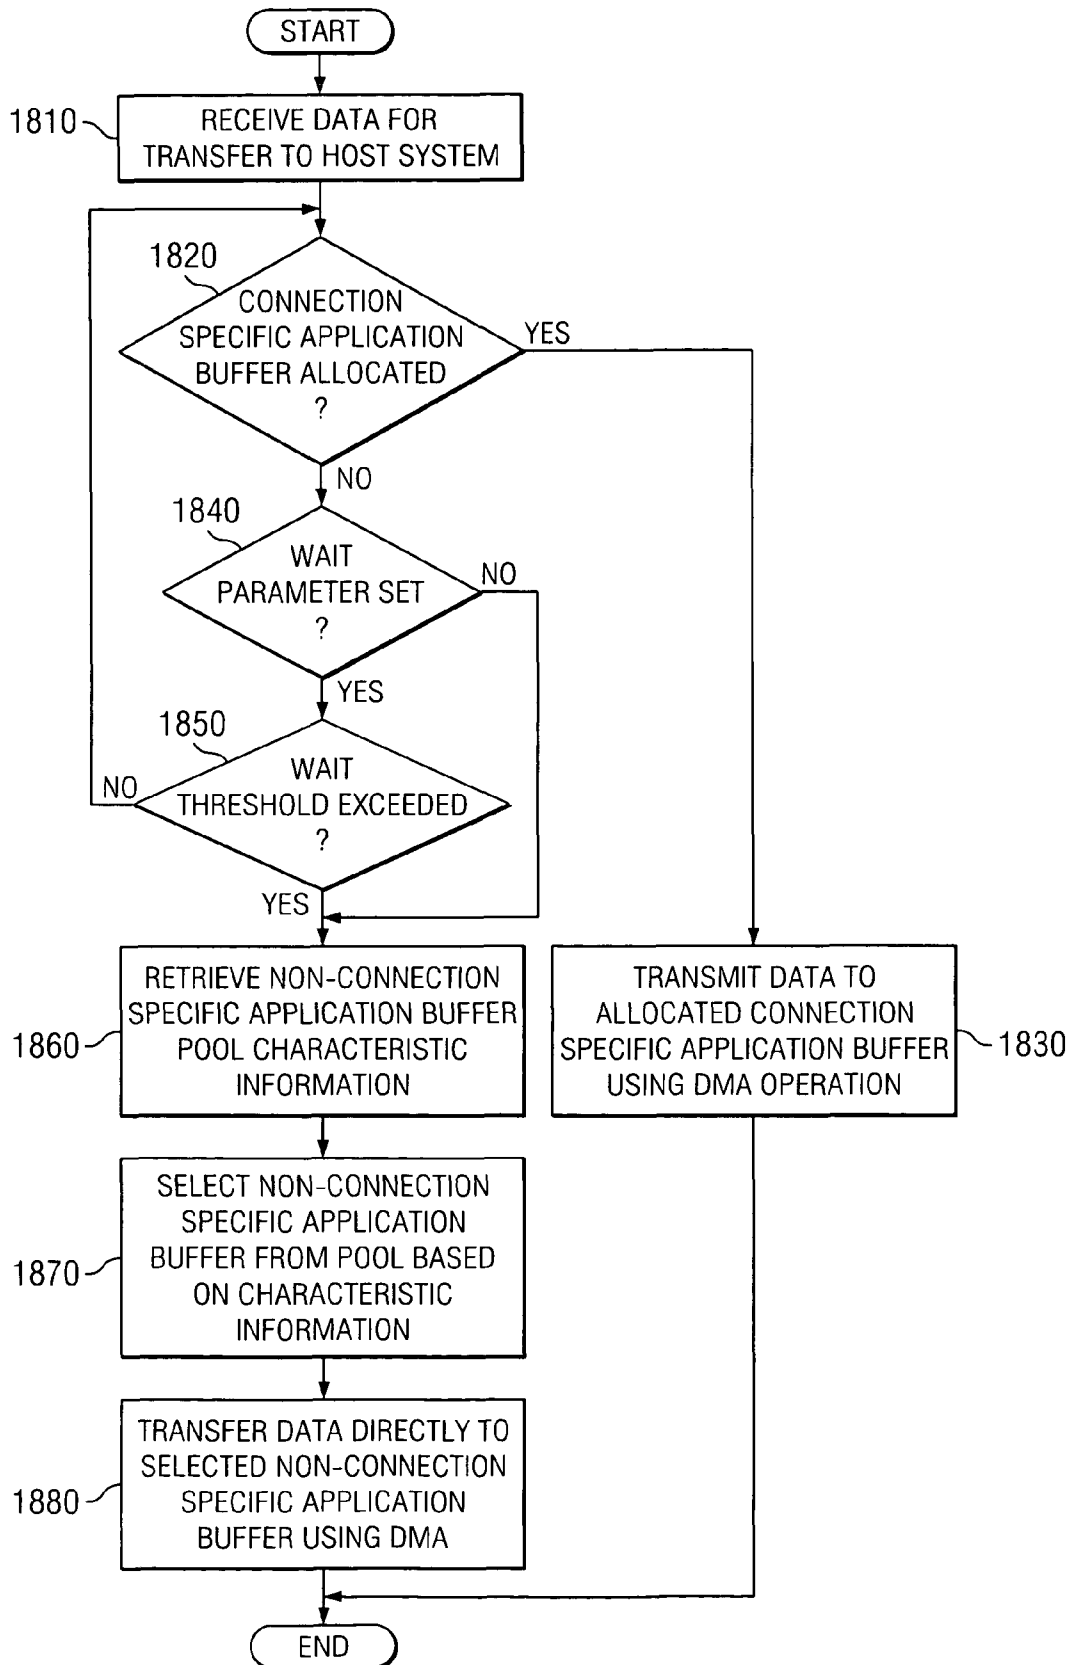 START
1810
RECEIVE DATA FOR
TRANSFER TO HOST SYSTEM
1820
CONNECTION
SPECIFIC APPLICATION
BUFFER ALLOCATED
?
YES
NO
1840
WAIT
PARAMETER SET
?
NO
YES
1850
WAIT
THRESHOLD EXCEEDED
?
NO
YES
RETRIEVE NON-CONNECTION
SPECIFIC APPLICATION BUFFER
POOL CHARACTERISTIC
INFORMATION
1860
TRANSMIT DATA TO
ALLOCATED CONNECTION
SPECIFIC APPLICATION BUFFER
USING DMA OPERATION
1830
SELECT NON-CONNECTION
SPECIFIC APPLICATION
BUFFER FROM POOL BASED
ON CHARACTERISTIC
INFORMATION
1870
TRANSFER DATA DIRECTLY TO
SELECTED NON-CONNECTION
SPECIFIC APPLICATION
BUFFER USING DMA
1880
END